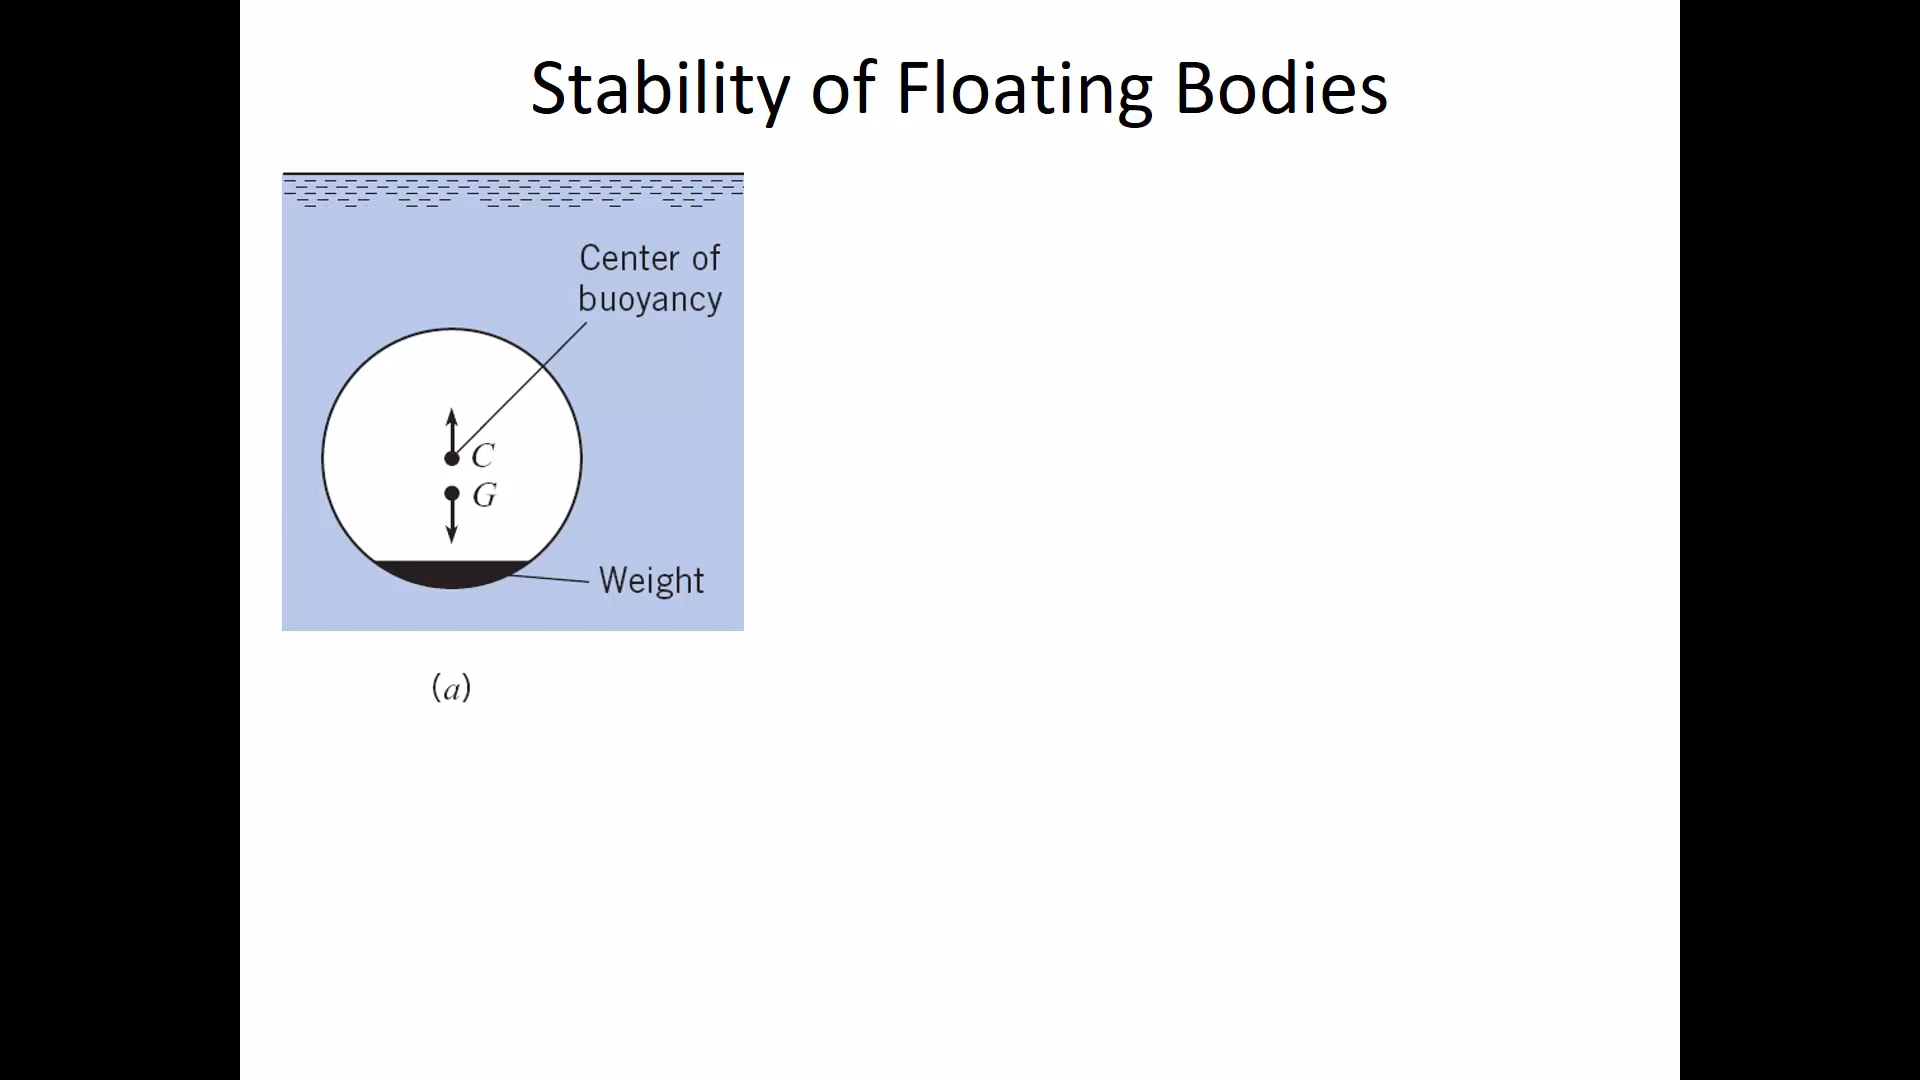 Stability of Floating Bodies
Center of
buoyancy
C
G
Weight
(a)